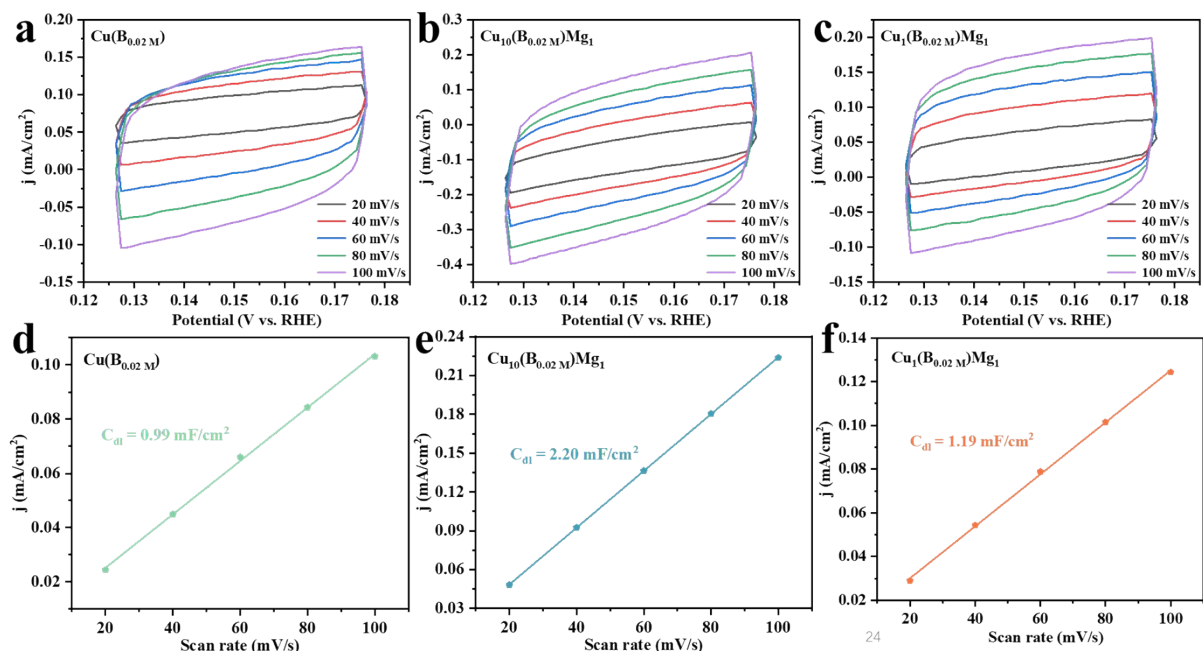 a
Cu(B0.02 M)
j (mA/cm2)
0.20
0.15
0.10
0.05
0.00
-0.05
-0.10
-0.15
20 mV/s
40 mV/s
60 mV/s
80 mV/s
100 mV/s
0.12 0.13 0.14 0.15 0.16 0.17 0.18
Potential (V vs. RHE)
b
Cu10(B0.02 M)Mg1
j (mA/cm2)
0.3
0.2
0.1
0.0
-0.1
-0.2
-0.3
-0.4
20 mV/s
40 mV/s
60 mV/s
80 mV/s
100 mV/s
0.12 0.13 0.14 0.15 0.16 0.17 0.18
Potential (V vs. RHE)
c
Cu1(B0.02 M)Mg1
j (mA/cm2)
0.20
0.15
0.10
0.05
0.00
-0.05
-0.10
-0.15
20 mV/s
40 mV/s
60 mV/s
80 mV/s
100 mV/s
0.12 0.13 0.14 0.15 0.16 0.17 0.18
Potential (V vs. RHE)
d
Cu(B0.02 M)
j (mA/cm2)
0.10
0.08
0.06
0.04
0.02
Cdl = 0.99 mF/cm2
20 40 60 80 100
Scan rate (mV/s)
e
Cu10(B0.02 M)Mg1
j (mA/cm2)
0.24
0.21
0.18
0.15
0.12
0.09
0.06
0.03
Cdl = 2.20 mF/cm2
20 40 60 80 100
Scan rate (mV/s)
f
Cu1(B0.02 M)Mg1
j (mA/cm2)
0.14
0.12
0.10
0.08
0.06
0.04
0.02
Cdl = 1.19 mF/cm2
20 40 60 80 100
Scan rate (mV/s)
24